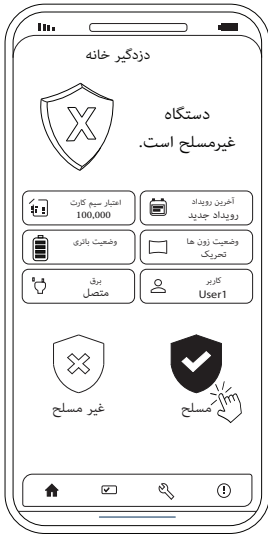 دزدگیر خانه
دستگاه
غیرمسلح است.
آخرین رویداد
رویداد جدید
اعتبار سیم کارت
100,000
وضعیت زون ها
تحریک
وضعیت باتری
کاربر
User1
برق
متصل
مسلح
غیر مسلح